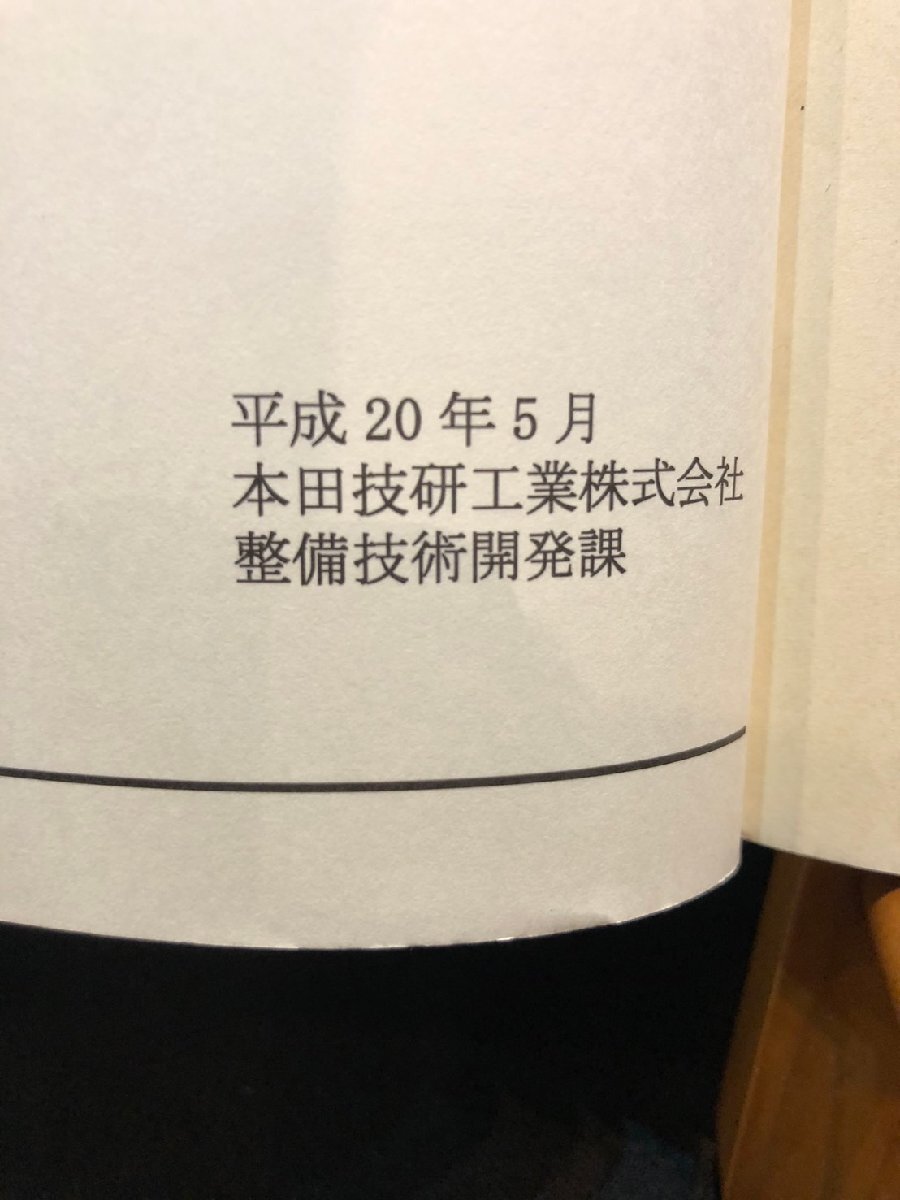 平成 20 年 5 月
本田技研工業株式会社
整備技術開発課